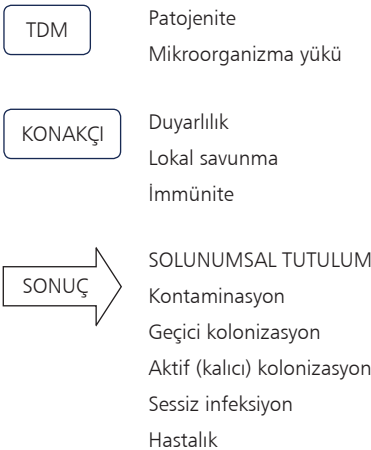 TDM
Patojenite
Mikroorganizma yükü
KONAKÇI
Duyarlılık
Lokal savunma
İmmünite
SONUÇ
SOLUNUMSAL TUTULUM
Kontaminasyon
Geçici kolonizasyon
Aktif (kalıcı) kolonizasyon
Sessiz infeksiyon
Hastalık